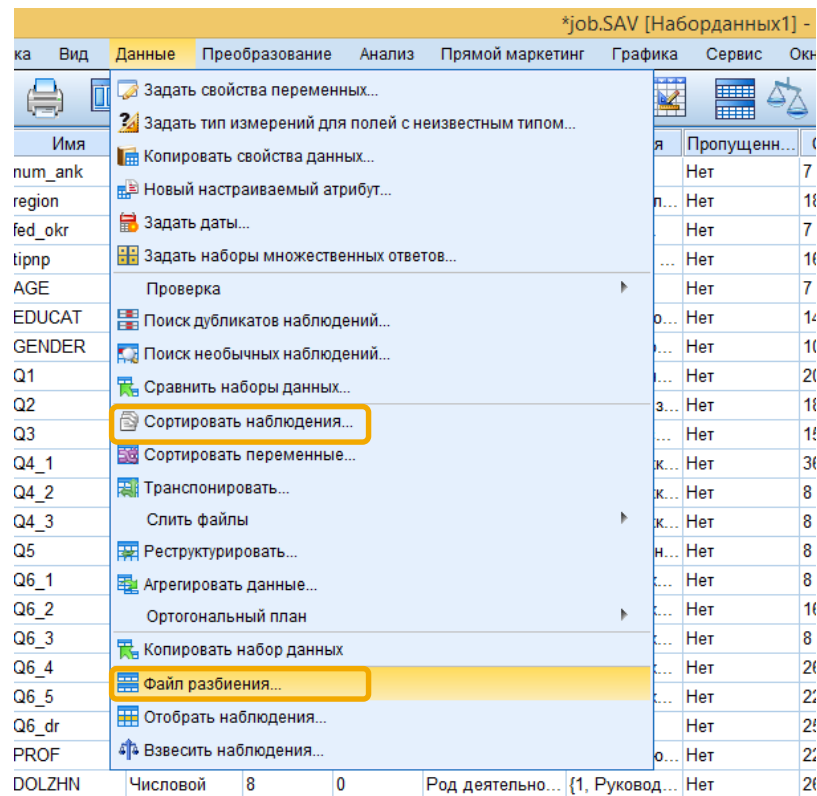 *job.SAV [Наборданных1] -
ка Вид Данные Преобразование Анализ Прямой маркетинг Графика Сервис Окн
Имя Пропущенн...
Задать свойства переменных...
Задать тип измерений для полей с неизвестным типом...
Копировать свойства данных...
Новый настраиваемый атрибут...
Задать даты...
Задать наборы множественных ответов...
Проверка
Поиск дубликатов наблюдений...
Поиск необычных наблюдений...
Сравнить наборы данных...
Сортировать наблюдения...
Сортировать переменные...
Транспонировать...
Слить файлы
Реструктурировать...
Агрегировать данные...
Ортогональный план
Копировать набор данных
Файл разбиения...
Отобрать наблюдения...
Взвесить наблюдения...
num_ank Нет 7
region Нет 18
fed_okr Нет 7
tipnp Нет 16
AGE Нет 7
EDUCAT Нет 14
GENDER Нет 10
Q1 Нет 20
Q2 Нет 18
Q3 Нет 15
Q4_1 Нет 36
Q4_2 Нет 8
Q4_3 Нет 8
Q5 Нет 8
Q6_1 Нет 8
Q6_2 Нет 16
Q6_3 Нет 8
Q6_4 Нет 26
Q6_5 Нет 22
Q6_dr Нет 25
PROF Нет 22
DOLZHN Числовой 8 0 Род деятельно... {1, Руковод... Нет 26